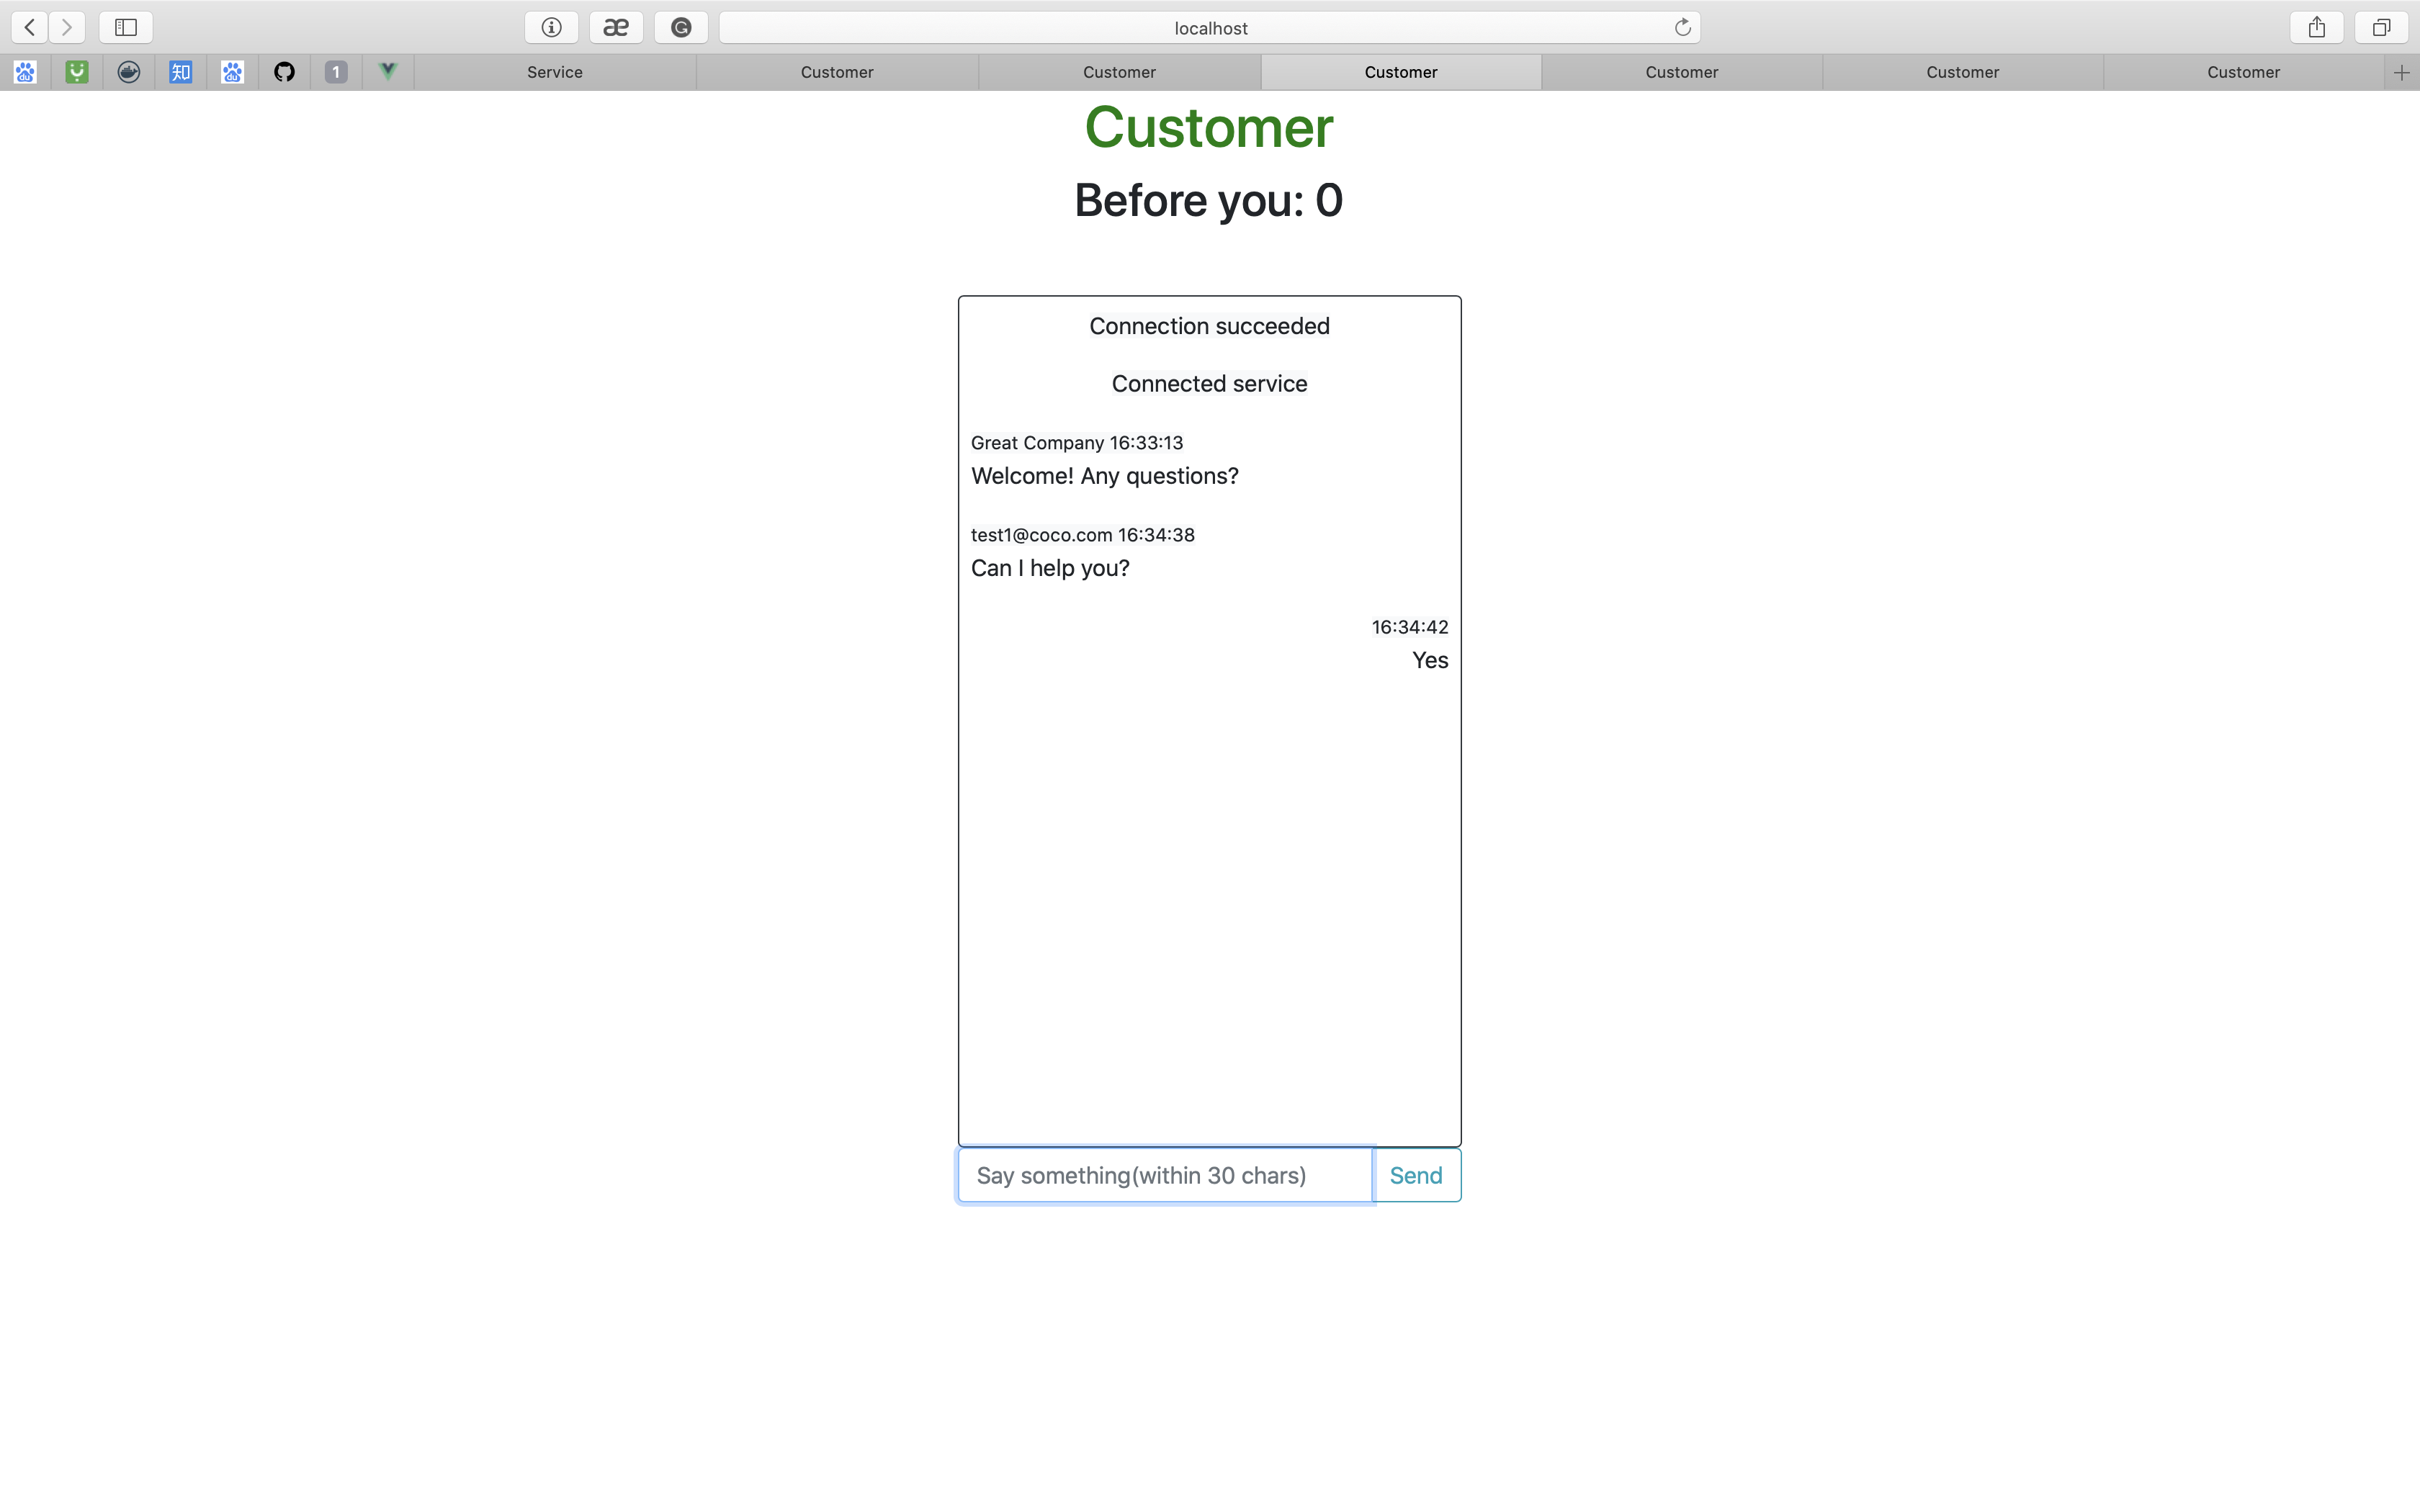 localhost
du
知
du
1
Service
Customer
Customer
Customer
Customer
Customer
Customer
Customer
Before you: 0
Connection succeeded
Connected service
Great Company 16:33:13
Welcome! Any questions?
test1@coco.com 16:34:38
Can I help you?
16:34:42
Yes
Say something(within 30 chars)
Send